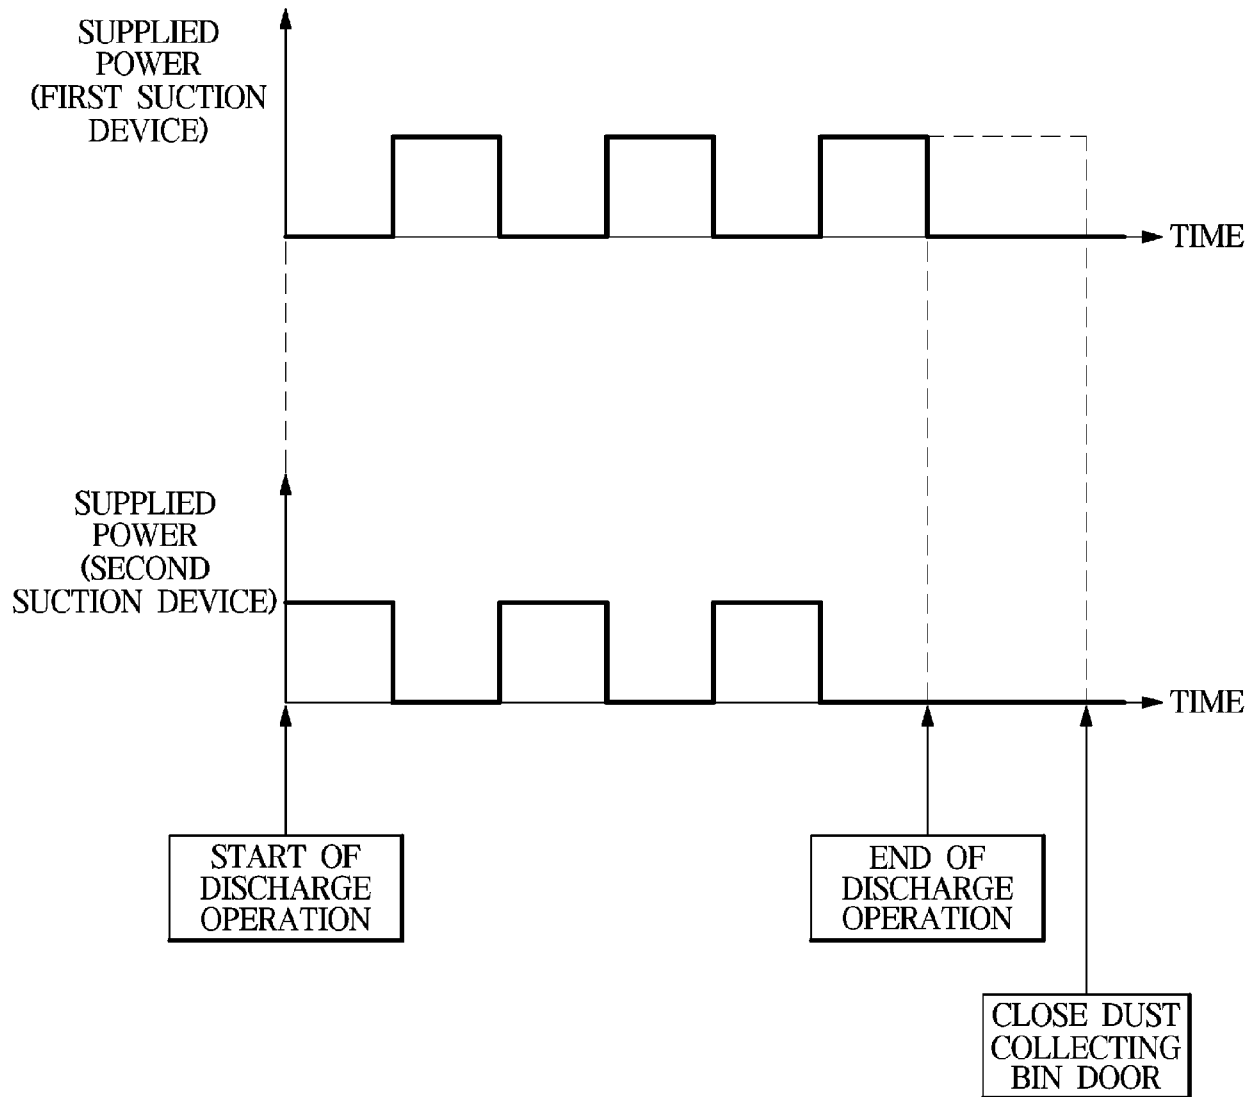 SUPPLIED
POWER
(FIRST SUCTION
DEVICE)
TIME
SUPPLIED
POWER
(SECOND
SUCTION DEVICE)
TIME
START OF
DISCHARGE
OPERATION
END OF
DISCHARGE
OPERATION
CLOSE DUST
COLLECTING
BIN DOOR